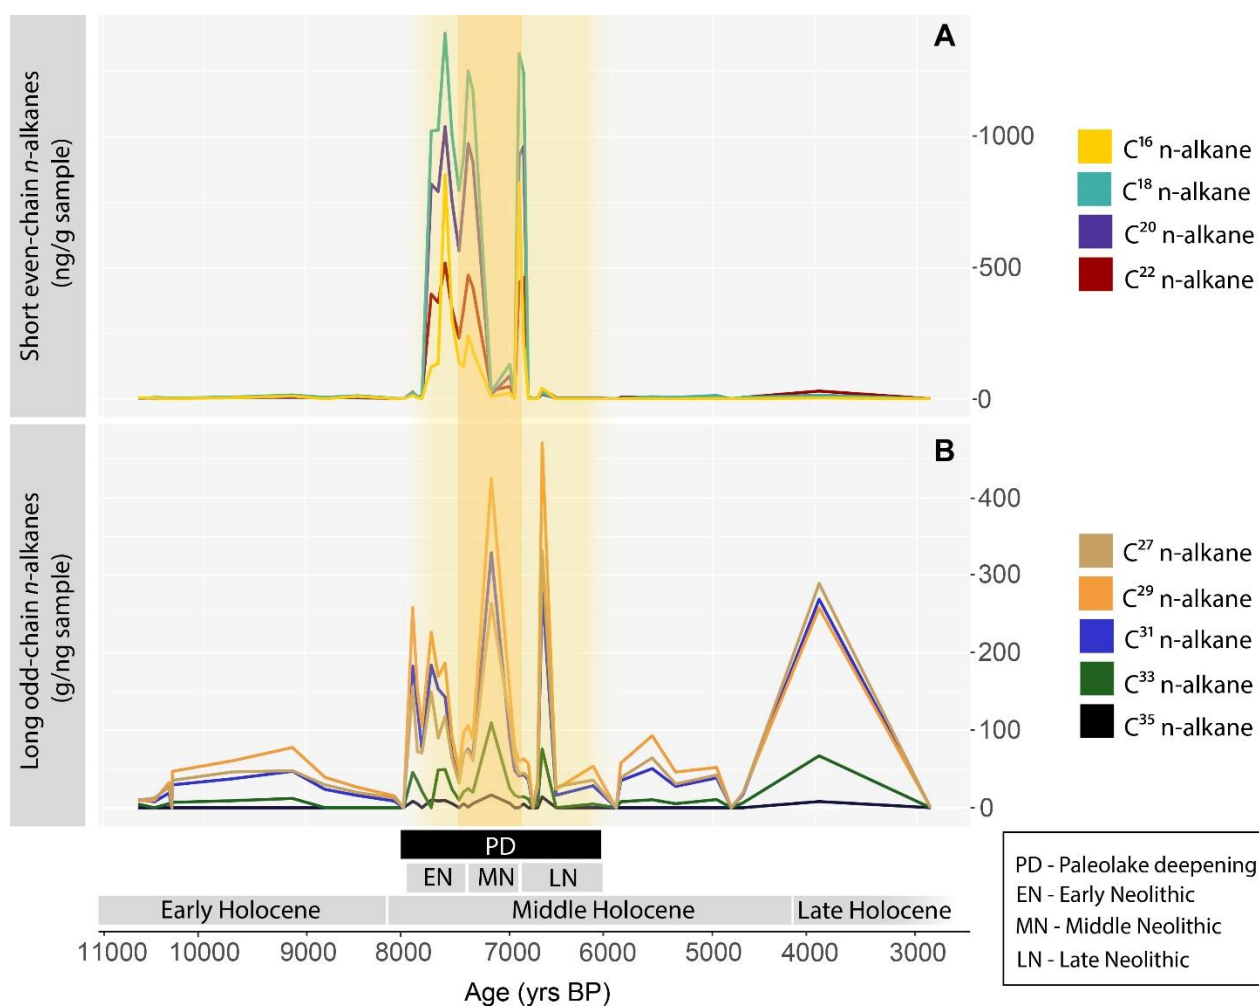 Short even-chain n-alkanes
(ng/g sample)
A
-1000
-500
-0
C¹⁶ n-alkane
C¹⁸ n-alkane
C²⁰ n-alkane
C²² n-alkane
Long odd-chain n-alkanes
(g/ng sample)
B
-400
-300
-200
-100
-0
C²⁷ n-alkane
C²⁹ n-alkane
C³¹ n-alkane
C³³ n-alkane
C³⁵ n-alkane
PD
EN MN LN
Early Holocene Middle Holocene Late Holocene
11000 10000 9000 8000 7000 6000 5000 4000 3000
Age (yrs BP)
PD - Paleolake deepening
EN - Early Neolithic
MN - Middle Neolithic
LN - Late Neolithic